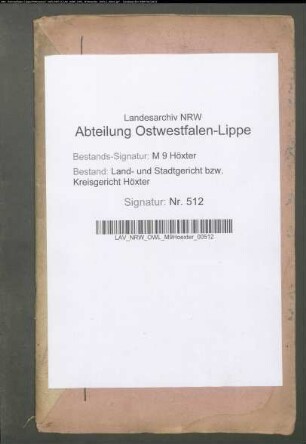 Landesarchiv NRW
Abteilung Ostwestfalen-Lippe
Bestands-Signatur: M 9 Höxter
Bestand: Land- und Stadtgericht bzw.
Kreisgericht Höxter
Signatur: Nr. 512
LAV_NRW_OWL_M9Hoexter_00512